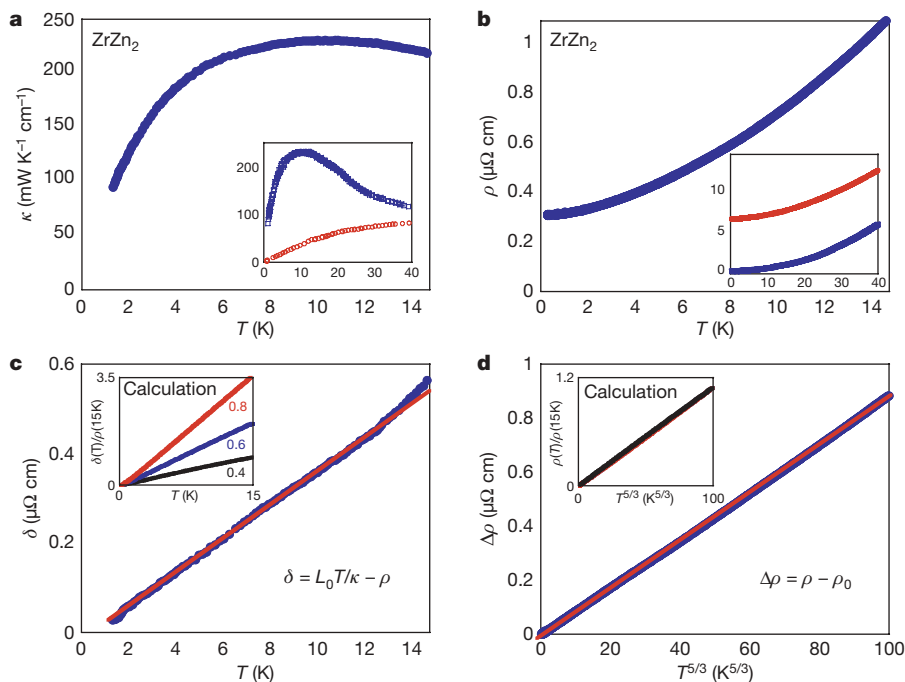 a
ZrZn₂
250
200
150
100
50
0
κ (mW K⁻¹ cm⁻¹)
0 2 4 6 8 10 12 14
T (K)
200
100
0
0 10 20 30 40
b
ZrZn₂
1
0.8
0.6
0.4
0.2
0
ρ (μΩ cm)
0 2 4 6 8 10 12 14
T (K)
10
5
0
0 10 20 30 40
c
0.6
0.4
0.2
0
δ (μΩ cm)
0 2 4 6 8 10 12 14
T (K)
3.5
Calculation
0.8
0.6
0.4
0
δ(T)/ρ(15K)
0 15
T (K)
δ = L₀T/κ − ρ
d
1
0.8
0.6
0.4
0.2
0
Δρ (μΩ cm)
0 20 40 60 80 100
T⁵/³ (K⁵/³)
1.2
Calculation
0
ρ(T)/ρ(15K)
0 100
T⁵/³ (K⁵/³)
Δρ = ρ − ρ₀